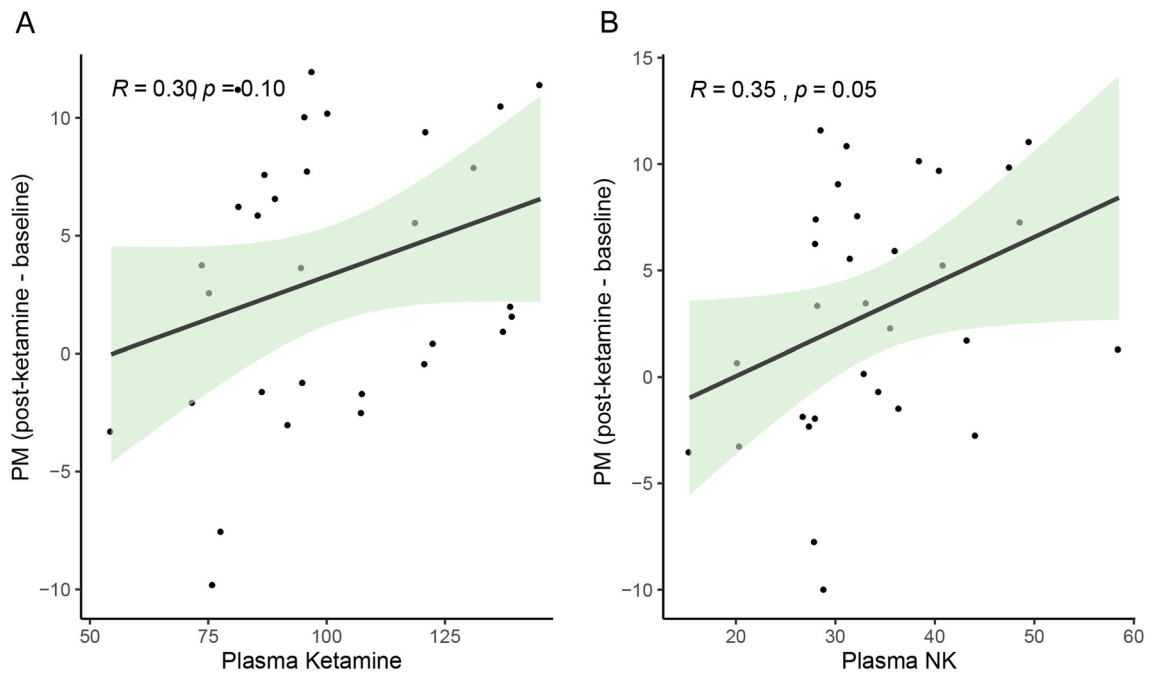 A
R = 0.30, p = 0.10
PM (post-ketamine - baseline)
10
5
0
−5
−10
50 75 100 125
Plasma Ketamine
B
R = 0.35 , p = 0.05
PM (post-ketamine - baseline)
15
10
5
0
−5
−10
20 30 40 50 60
Plasma NK